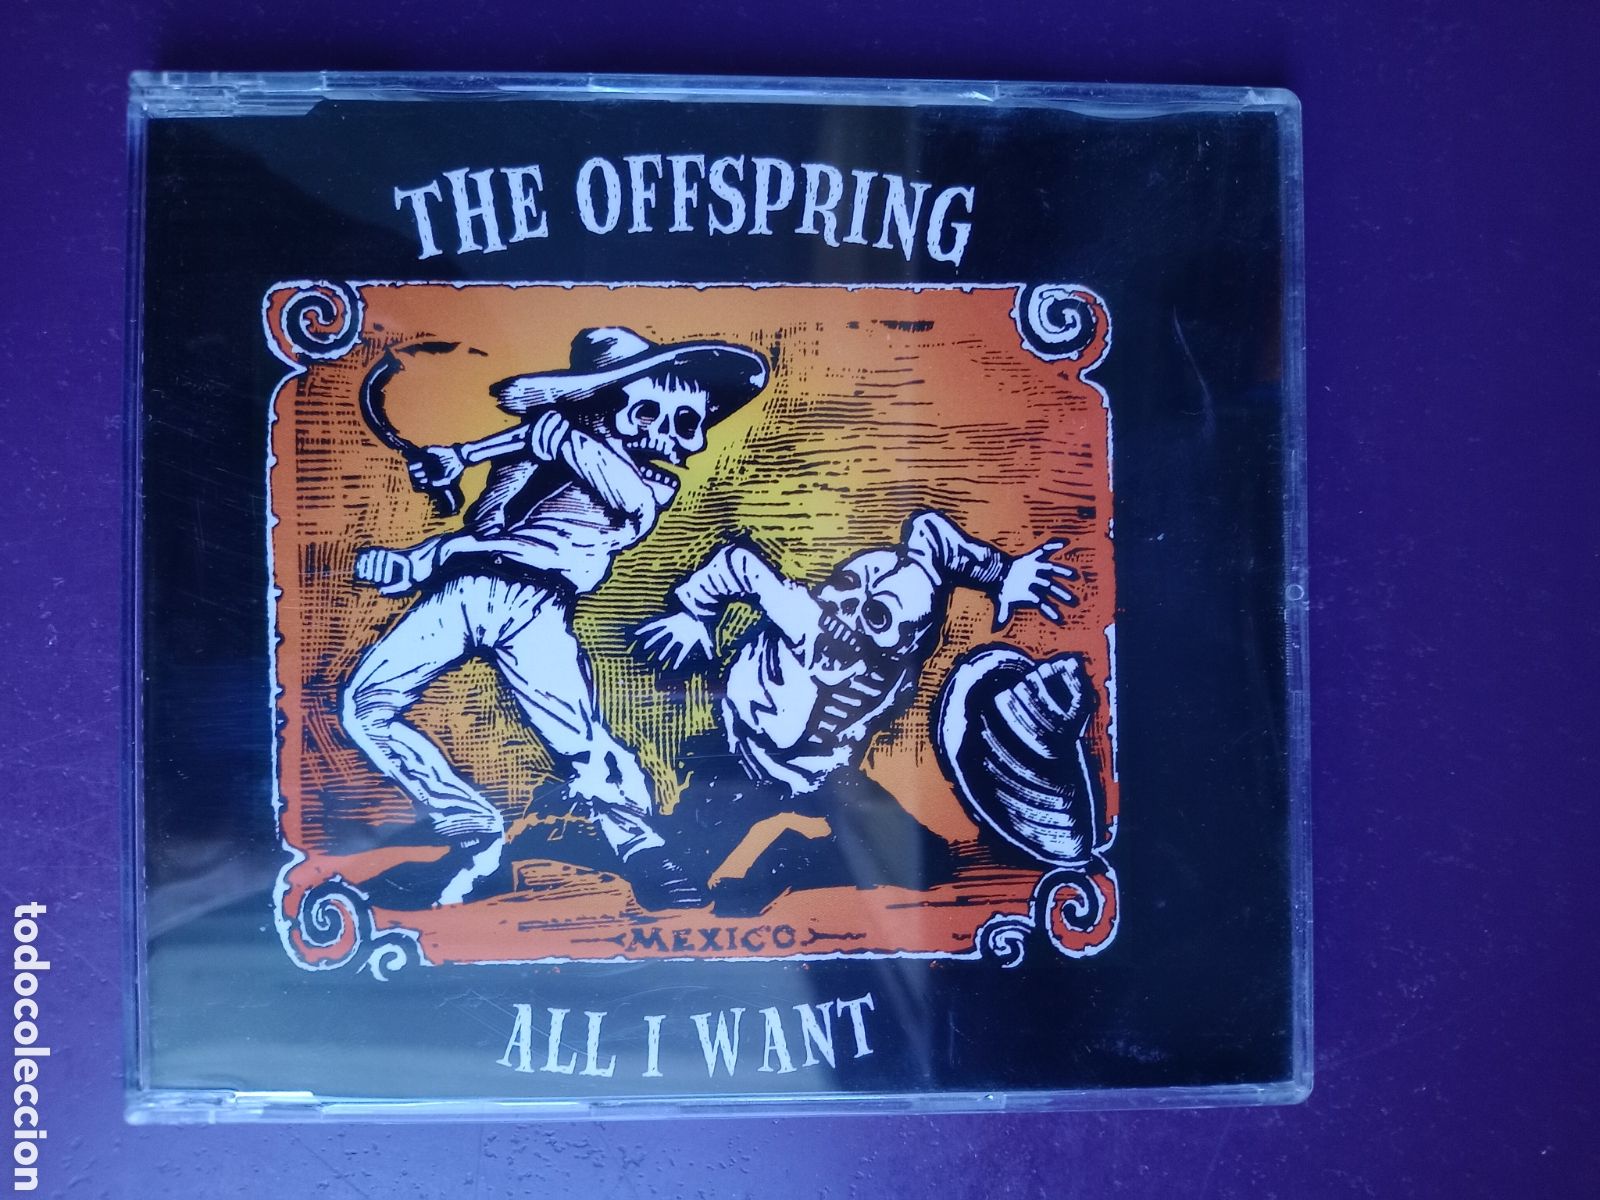 THE OFFSPRING
MEXICO
ALL I WANT
todocoleccion